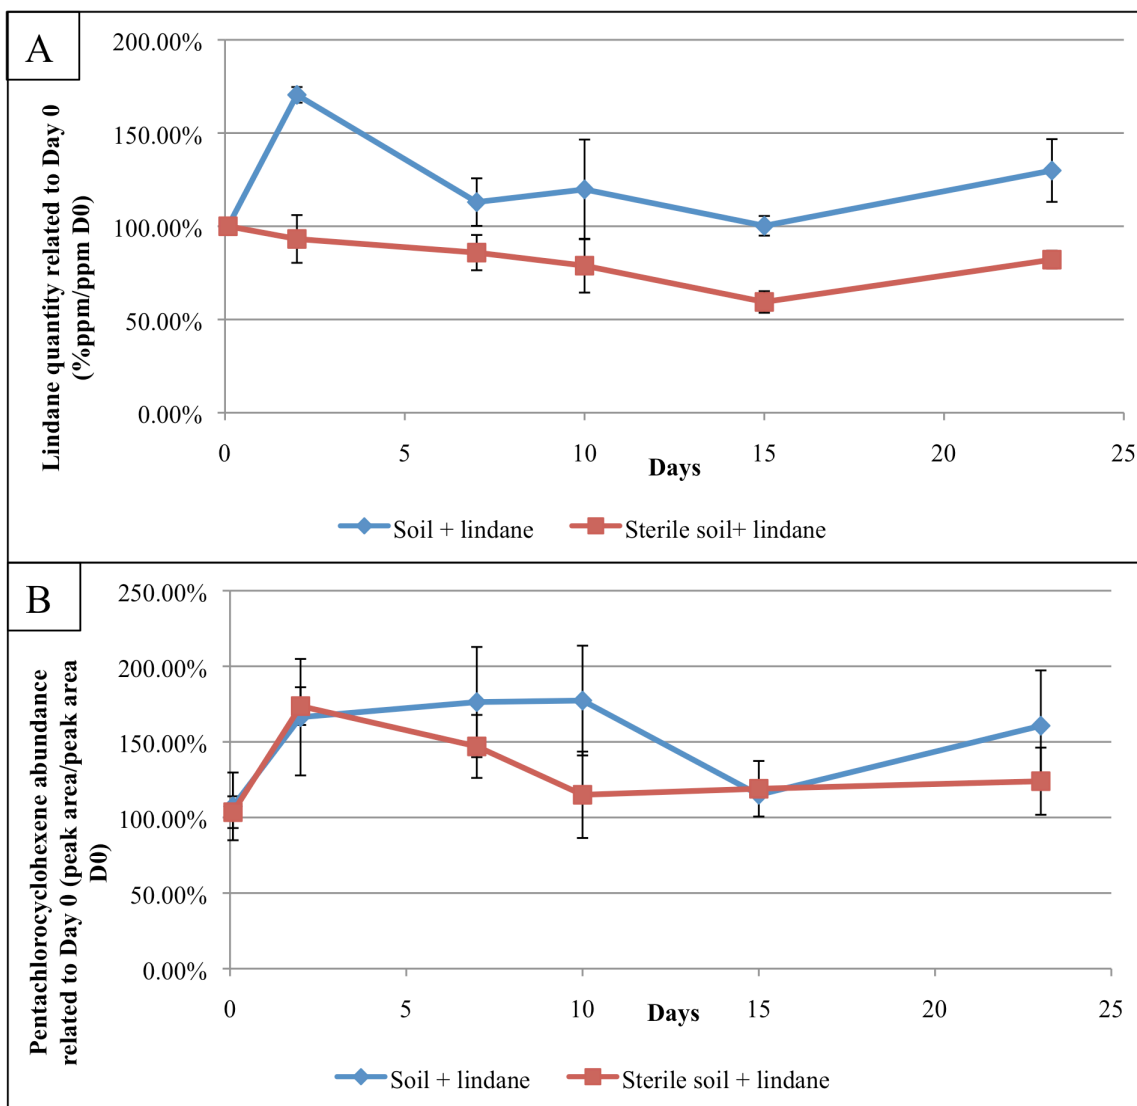 A
Lindane quantity related to Day 0
(%ppm/ppm D0)
200.00%
150.00%
100.00%
50.00%
0.00%
0 5 10 15 20 25
Days
Soil + lindane Sterile soil+ lindane
B
Pentachlorocyclohexene abundance
related to Day 0 (peak area/peak area
D0)
250.00%
200.00%
150.00%
100.00%
50.00%
0.00%
0 5 10 15 20 25
Days
Soil + lindane Sterile soil + lindane